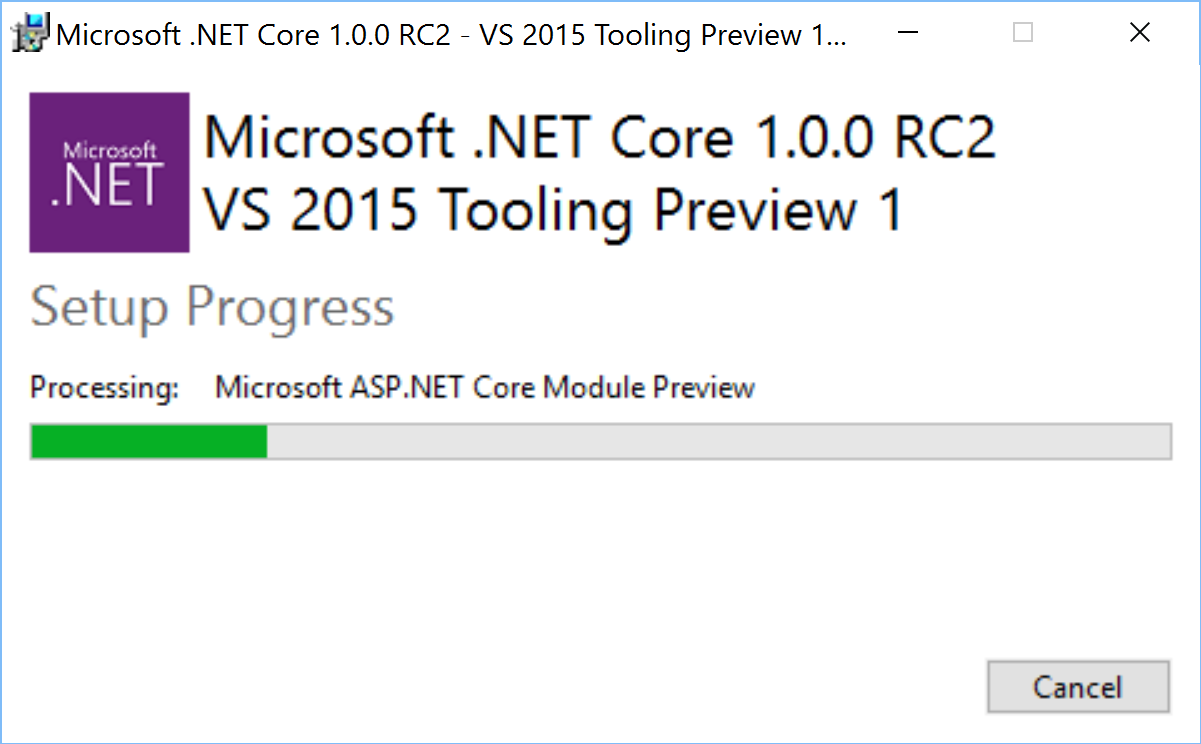 Microsoft .NET Core 1.0.0 RC2 - VS 2015 Tooling Preview 1...
Microsoft
.NET
Microsoft .NET Core 1.0.0 RC2
VS 2015 Tooling Preview 1
Setup Progress
Processing: Microsoft ASP.NET Core Module Preview
Cancel